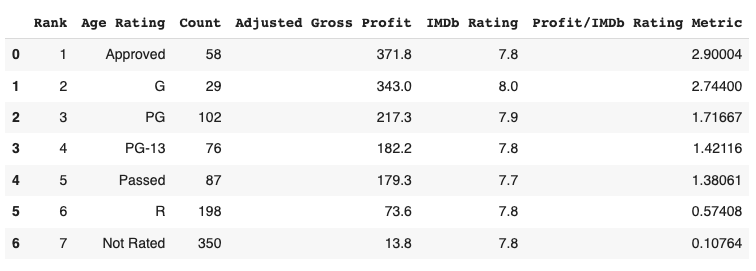 Rank Age Rating Count Adjusted Gross Profit IMDb Rating Profit/IMDb Rating Metric
0 1 Approved 58 371.8 7.8 2.90004
1 2 G 29 343.0 8.0 2.74400
2 3 PG 102 217.3 7.9 1.71667
3 4 PG-13 76 182.2 7.8 1.42116
4 5 Passed 87 179.3 7.7 1.38061
5 6 R 198 73.6 7.8 0.57408
6 7 Not Rated 350 13.8 7.8 0.10764